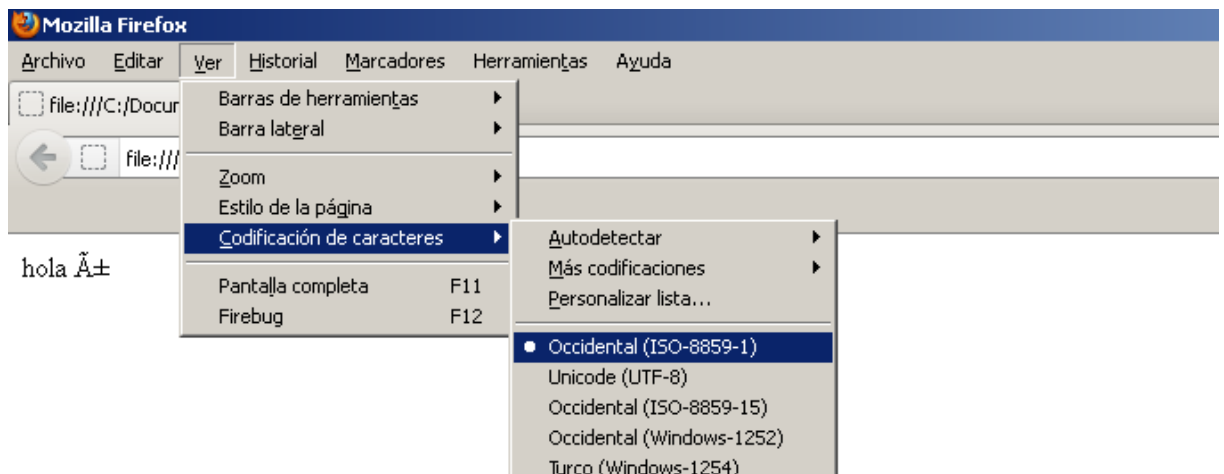 Mozilla Firefox
Archivo Editar Ver Historial Marcadores Herramientas Ayuda
file:///C:/Docur
file:///
Barras de herramientas
Barra lateral
Zoom
Estilo de la página
Codificación de caracteres
Pantalla completa F11
Firebug F12
Autodetectar
Más codificaciones
Personalizar lista...
Occidental (ISO-8859-1)
Unicode (UTF-8)
Occidental (ISO-8859-15)
Occidental (Windows-1252)
Turco (Windows-1254)
hola Ã±